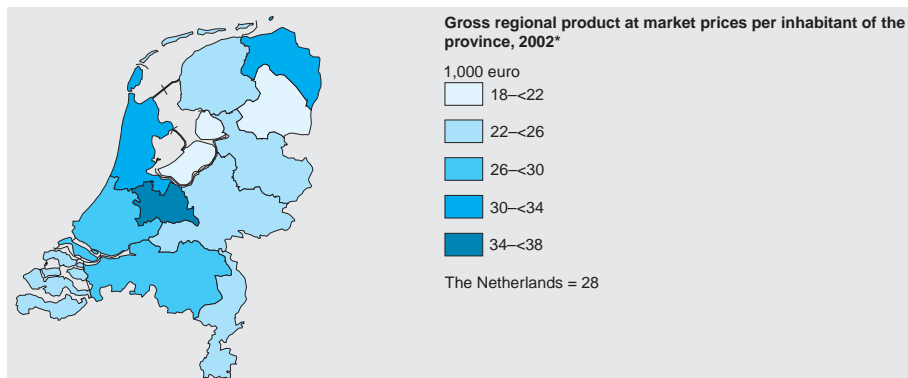 Gross regional product at market prices per inhabitant of the
province, 2002*
1,000 euro
18–<22
22–<26
26–<30
30–<34
34–<38
The Netherlands = 28